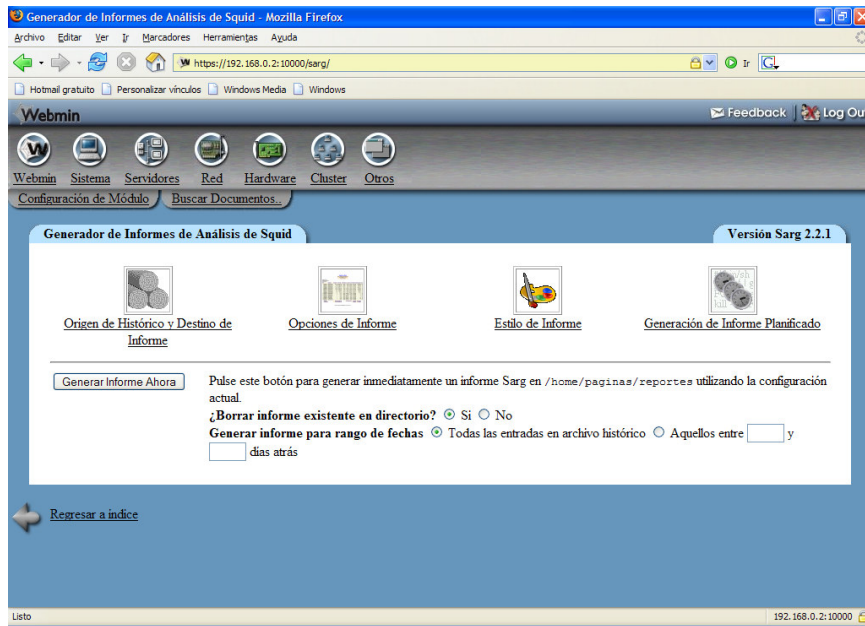 Generador de Informes de Análisis de Squid - Mozilla Firefox
Archivo Editar Ver Ir Marcadores Herramientas Ayuda
https://192.168.0.2:10000/sarg/
Ir
Hotmail gratuito Personalizar vínculos Windows Media Windows
Webmin
Feedback
Log Ou
Webmin Sistema Servidores Red Hardware Cluster Otros
Configuración de Módulo
Buscar Documentos..
Generador de Informes de Análisis de Squid
Versión Sarg 2.2.1
Origen de Histórico y Destino de
Informe
Opciones de Informe
Estilo de Informe
Generación de Informe Planificado
Generar Informe Ahora
Pulse este botón para generar inmediatamente un informe Sarg en /home/paginas/reportes utilizando la configuración
actual.
¿Borrar informe existente en directorio? Si No
Generar informe para rango de fechas Todas las entradas en archivo histórico Aquellos entre y
días atrás
Regresar a índice
Listo
192.168.0.2:10000